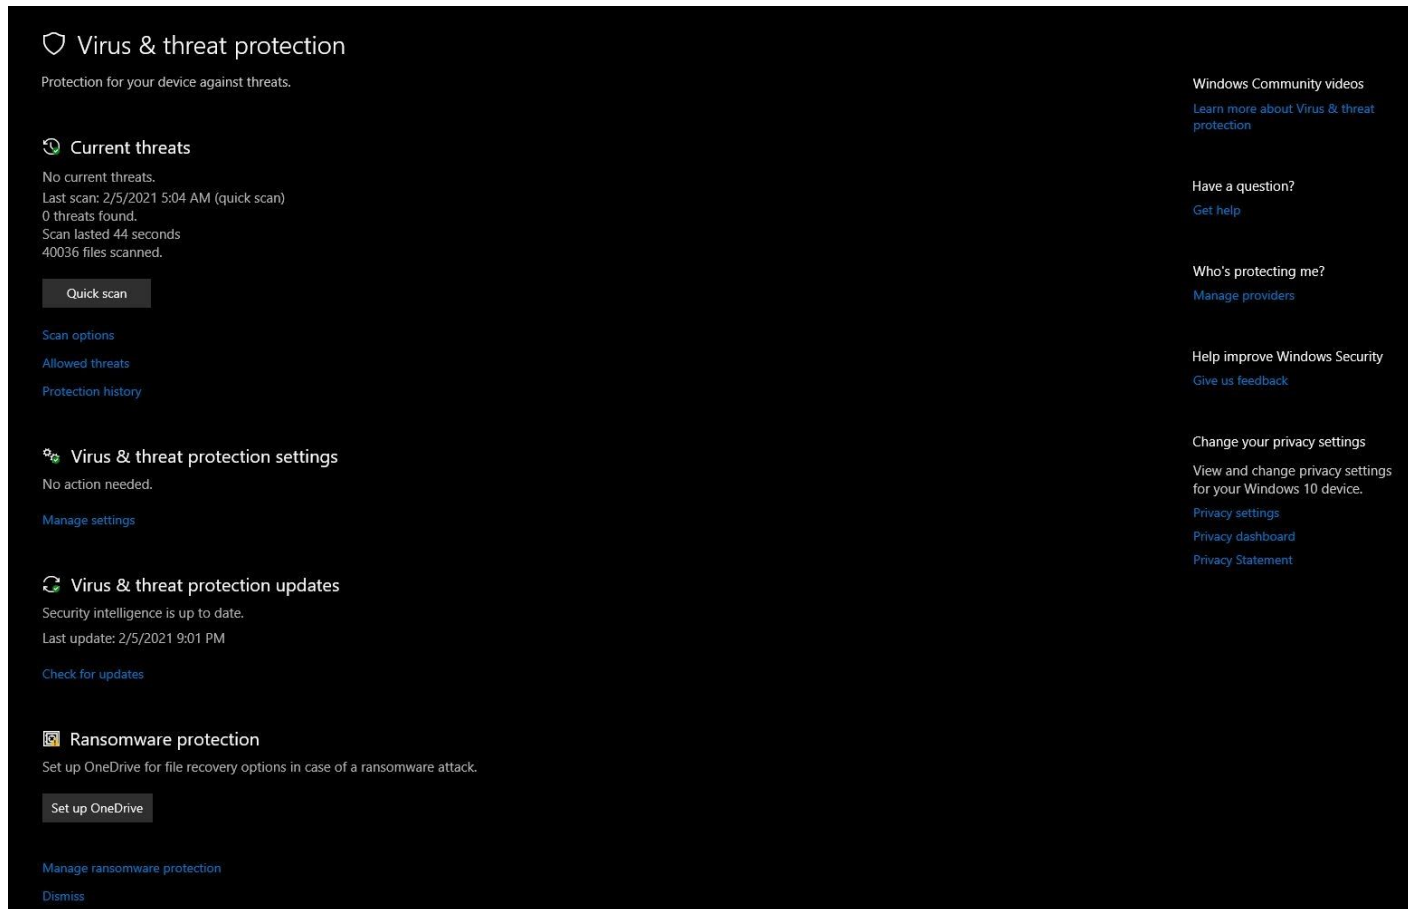 Virus & threat protection
Protection for your device against threats.
Current threats
No current threats.
Last scan: 2/5/2021 5:04 AM (quick scan)
0 threats found.
Scan lasted 44 seconds
40036 files scanned.
Quick scan
Scan options
Allowed threats
Protection history
Virus & threat protection settings
No action needed.
Manage settings
Virus & threat protection updates
Security intelligence is up to date.
Last update: 2/5/2021 9:01 PM
Check for updates
Ransomware protection
Set up OneDrive for file recovery options in case of a ransomware attack.
Set up OneDrive
Manage ransomware protection
Dismiss
Windows Community videos
Learn more about Virus & threat
protection
Have a question?
Get help
Who's protecting me?
Manage providers
Help improve Windows Security
Give us feedback
Change your privacy settings
View and change privacy settings
for your Windows 10 device.
Privacy settings
Privacy dashboard
Privacy Statement